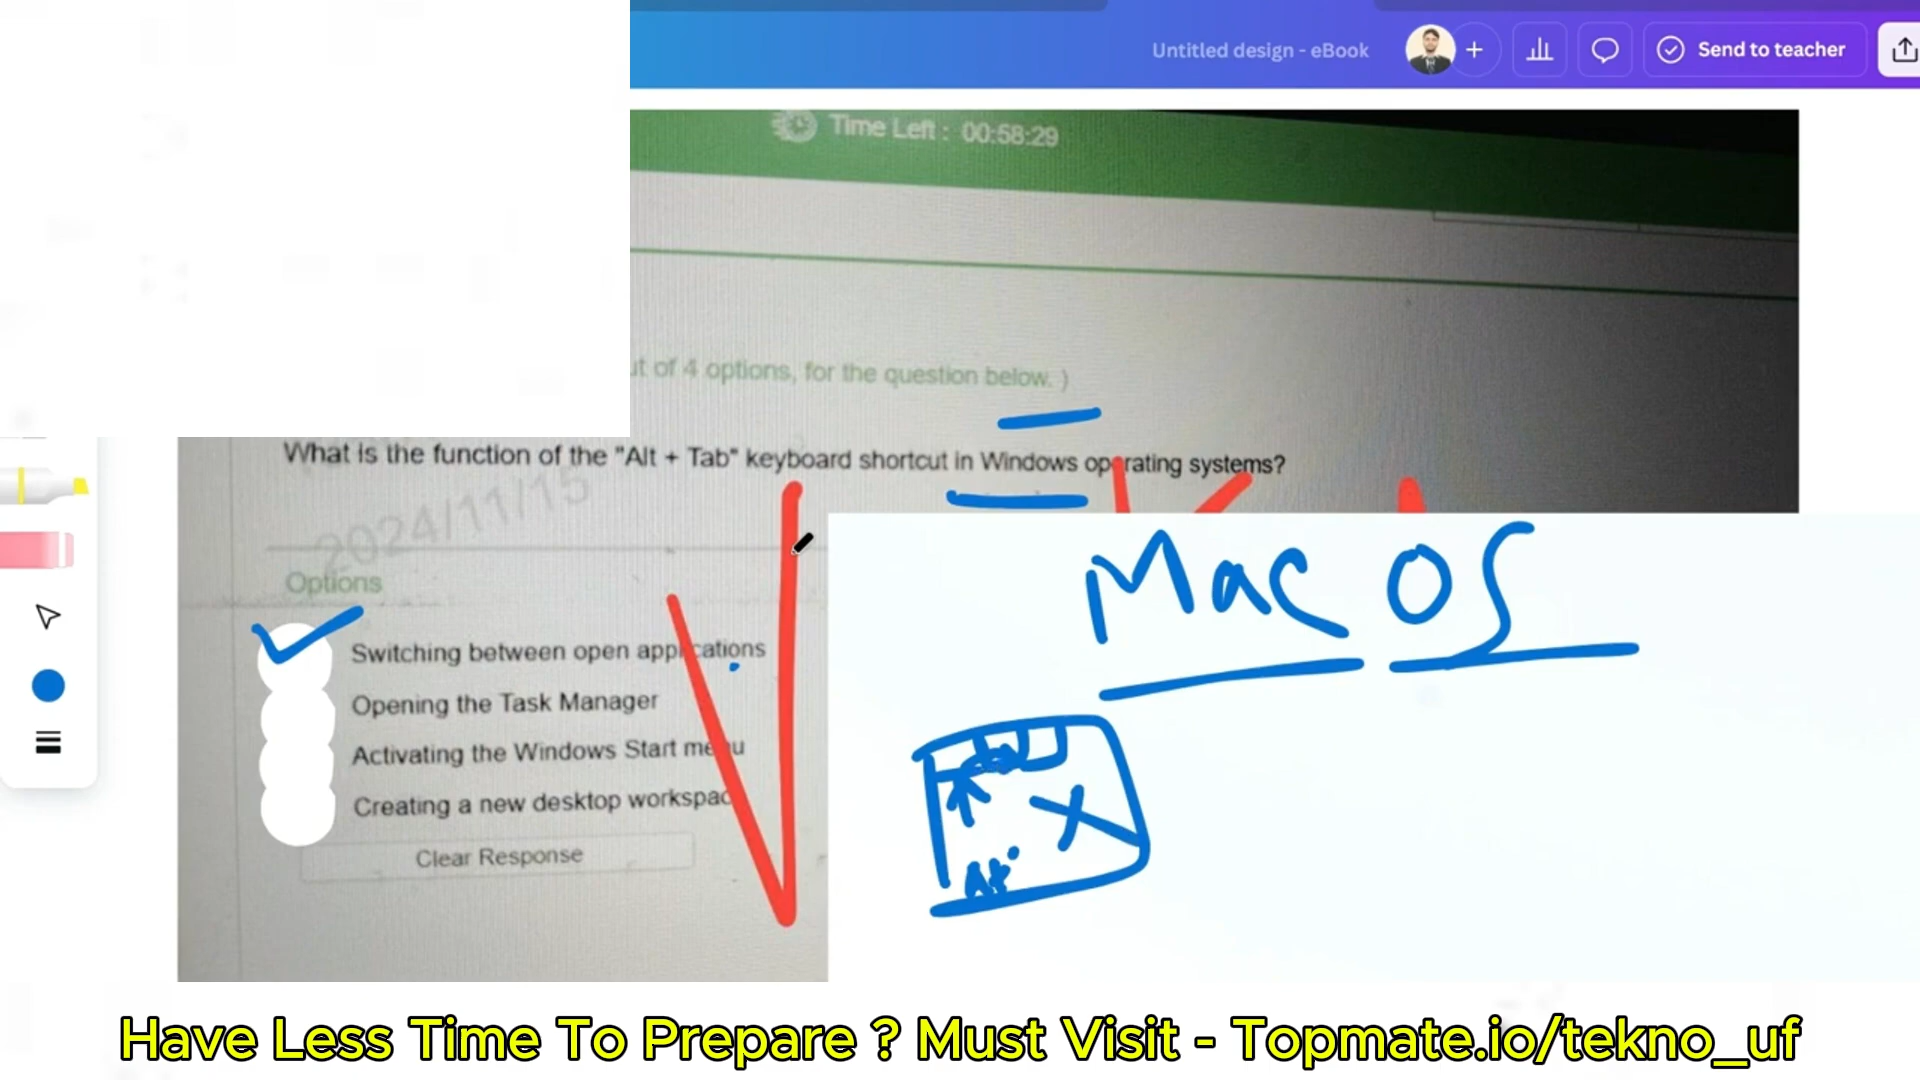 Untitled design - eBook
Send to teacher
Time Left : 00:58:29
ut of 4 options, for the question below. )
What is the function of the "Alt + Tab" keyboard shortcut in Windows operating systems?
2024/11/15
Options
Switching between open applications
Opening the Task Manager
Activating the Windows Start menu
Creating a new desktop workspac
Clear Response
Mac OS
Have Less Time To Prepare ? Must Visit - Topmate.io/tekno_uf